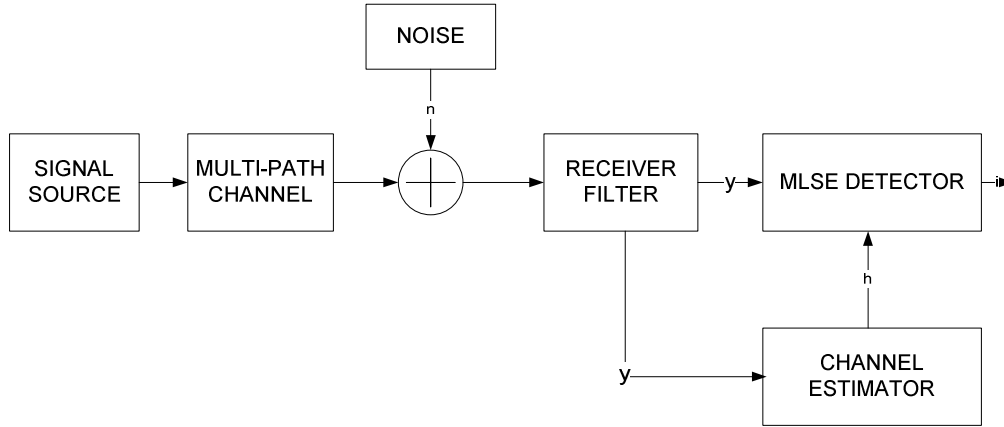 NOISE
n
SIGNAL
SOURCE
MULTI-PATH
CHANNEL
RECEIVER
FILTER
y
MLSE DETECTOR
h
y
CHANNEL
ESTIMATOR